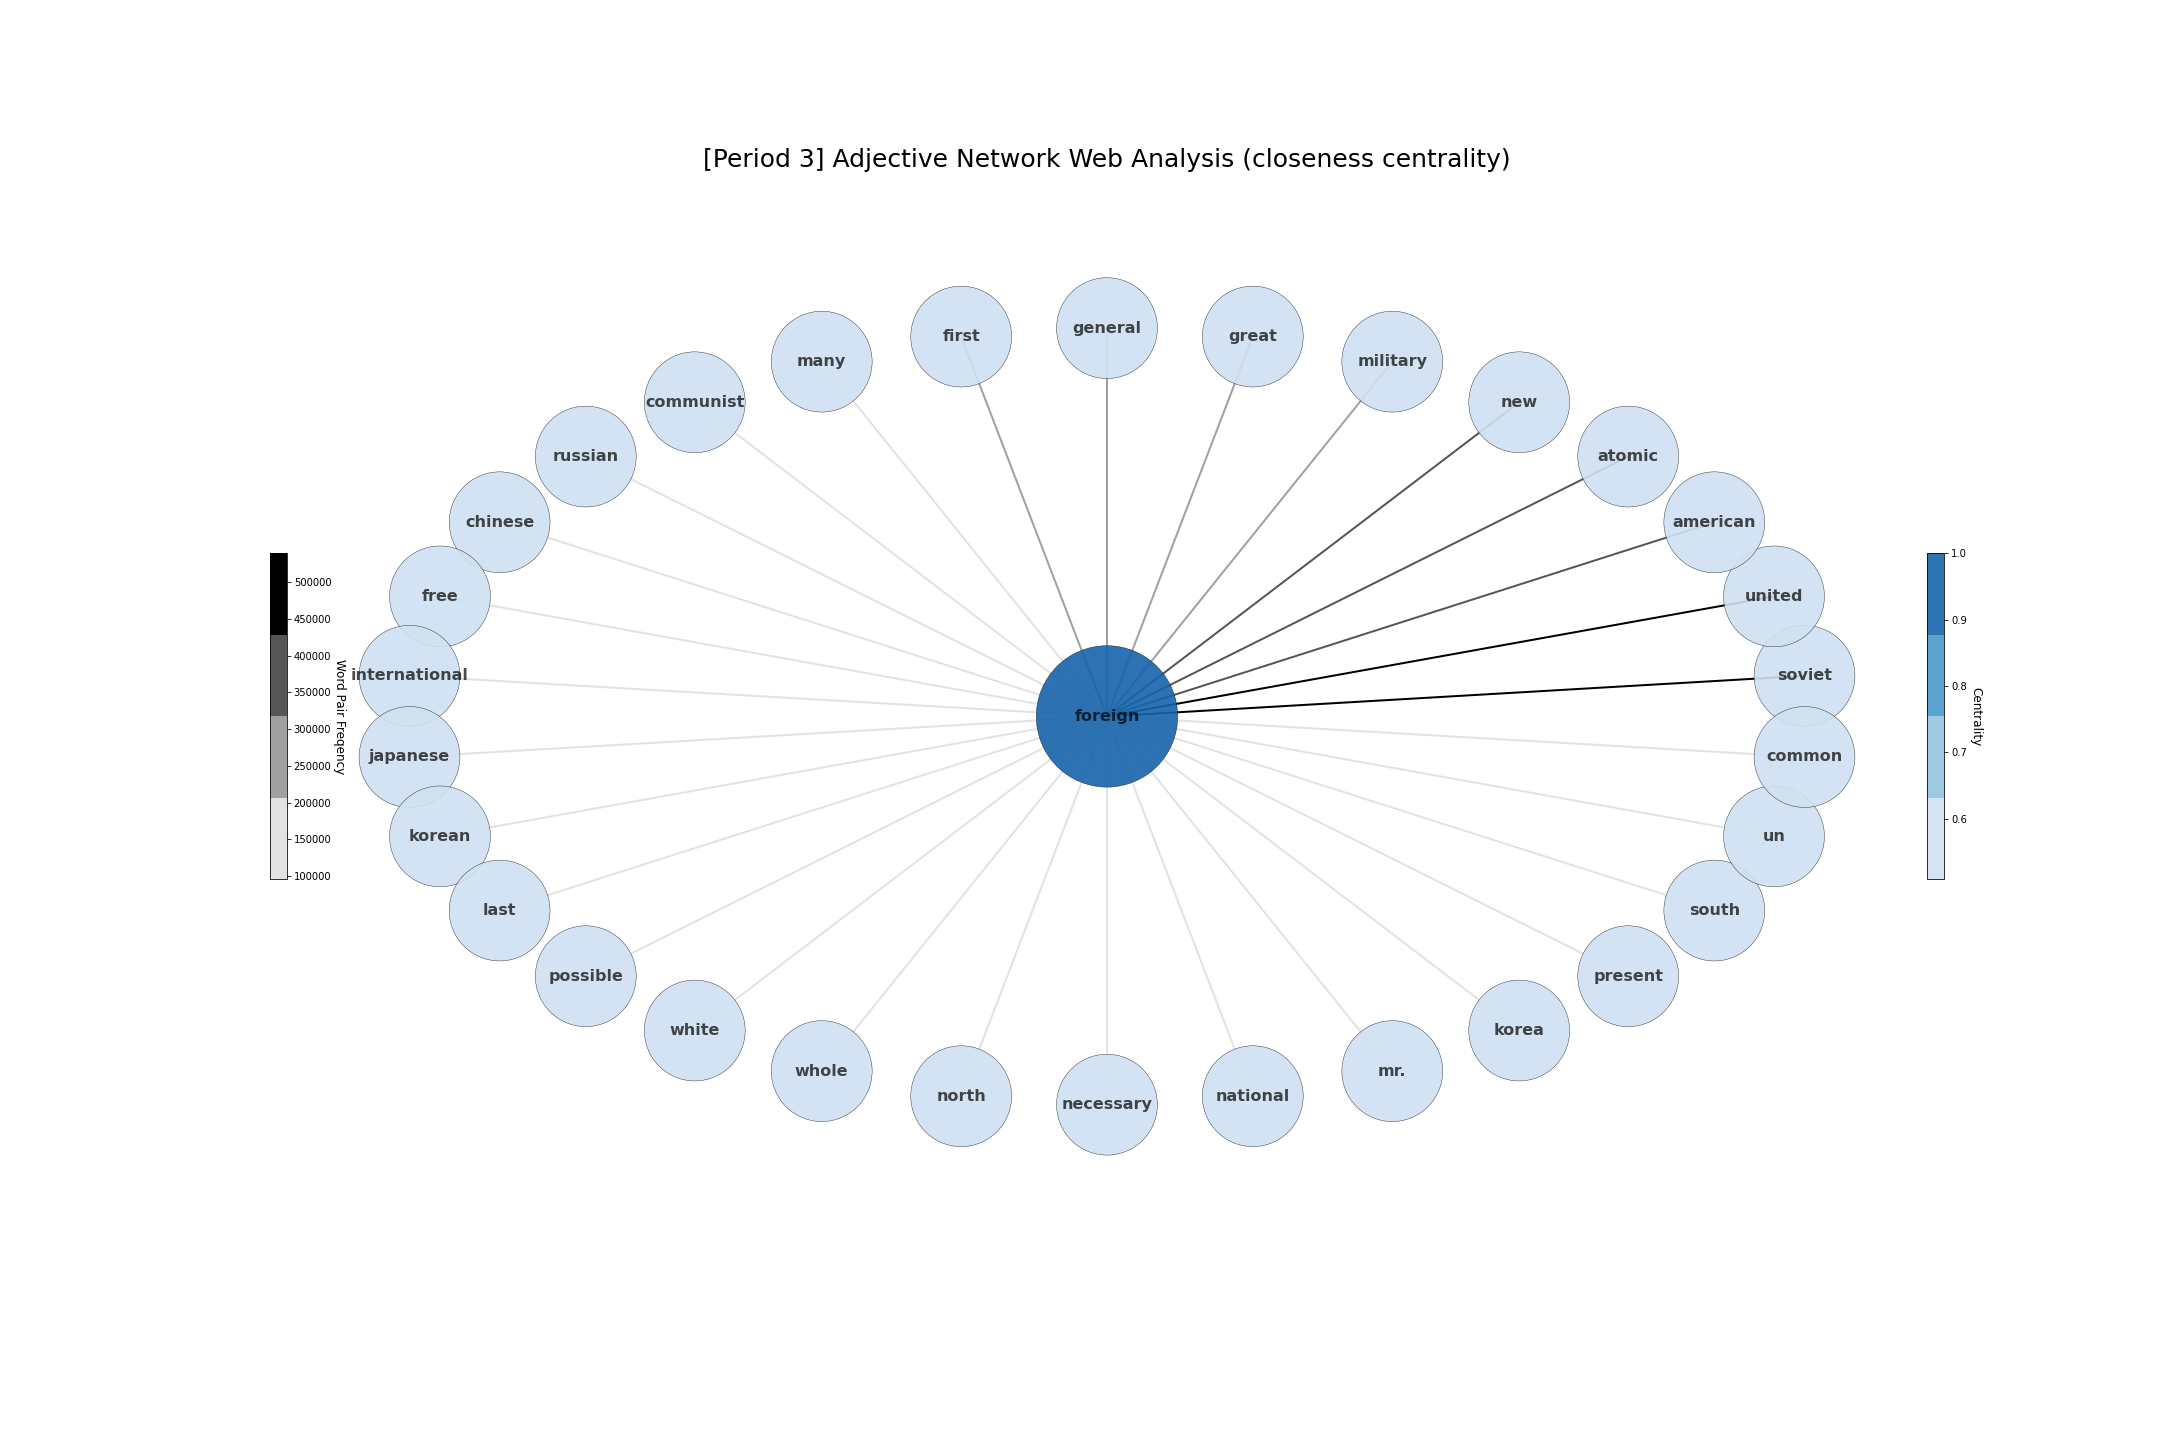 [Period 3] Adjective Network Web Analysis (closeness centrality)
general
first
great
many
military
communist
new
russian
atomic
chinese
american
free
united
international
soviet
foreign
japanese
common
korean
un
last
south
possible
present
white
korea
whole
mr.
north
national
necessary
500000
450000
400000
350000
300000
250000
200000
150000
100000
Word Pair Freqency
1.0
0.9
0.8
0.7
0.6
Centrality